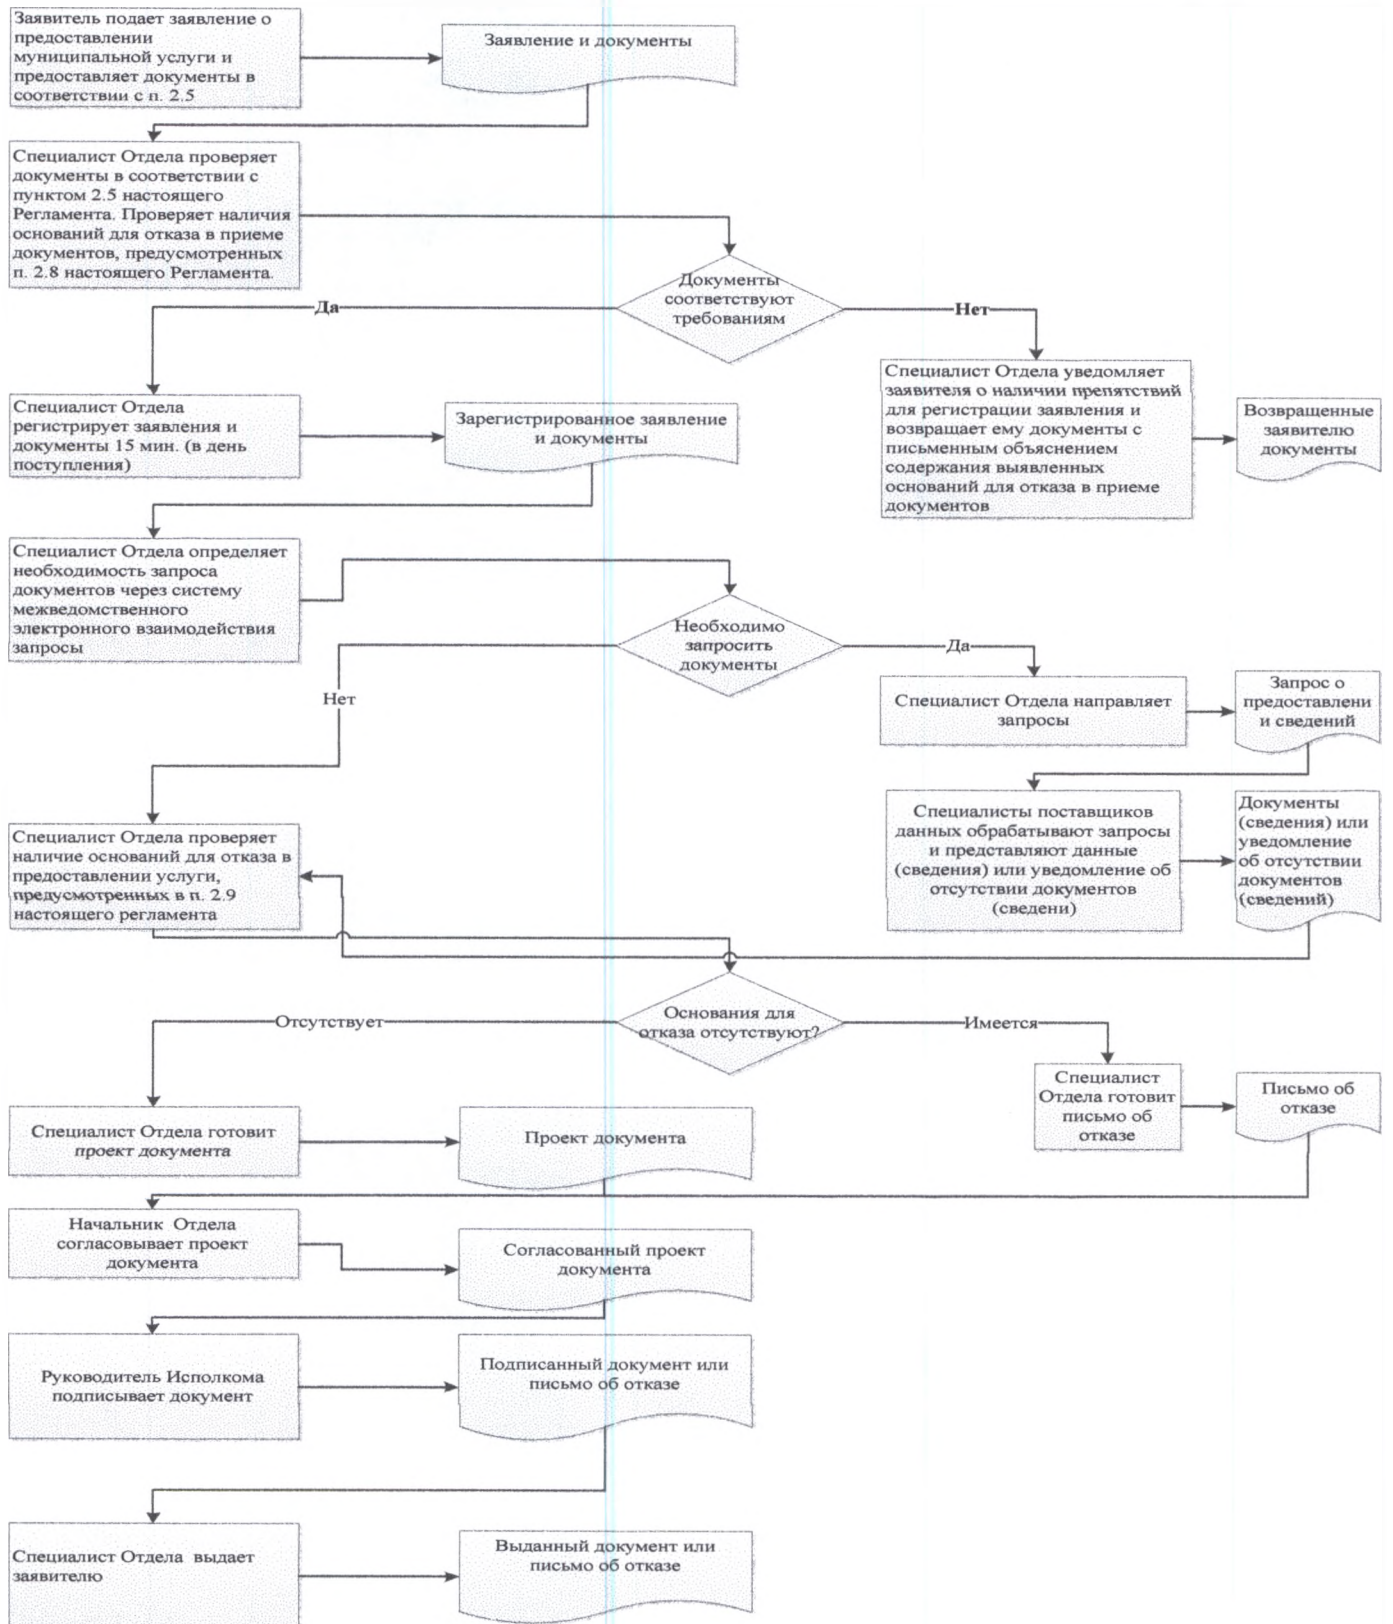 Заявитель подает заявление о
предоставлении
муниципальной услуги и
предоставляет документы в
соответствии с п. 2.5
Заявление и документы
Специалист Отдела проверяет
документы в соответствии с
пунктом 2.5 настоящего
Регламента. Проверяет наличия
оснований для отказа в приеме
документов, предусмотренных
п. 2.8 настоящего Регламента.
Документы
соответствуют
требованиям
Да
Нет
Специалист Отдела
регистрирует заявления и
документы 15 мин. (в день
поступления)
Зарегистрированное заявление
и документы
Специалист Отдела уведомляет
заявителя о наличии препятствий
для регистрации заявления и
возвращает ему документы с
письменным объяснением
содержания выявленных
оснований для отказа в приеме
документов
Возвращенные
заявителю
документы
Специалист Отдела определяет
необходимость запроса
документов через систему
межведомственного
электронного взаимодействия
запросы
Необходимо
запросить
документы
Да
Нет
Специалист Отдела направляет
запросы
Запрос о
предоставлени
и сведений
Специалисты поставщиков
данных обрабатывают запросы
и представляют данные
(сведения) или уведомление об
отсутствии документов
(сведени)
Документы
(сведения) или
уведомление
об отсутствии
документов
(сведений)
Специалист Отдела проверяет
наличие оснований для отказа в
предоставлении услуги,
предусмотренных в п. 2.9
настоящего регламента
Основания для
отказа отсутствуют?
Отсутствует
Имеется
Специалист
Отдела готовит
письмо об
отказе
Письмо об
отказе
Специалист Отдела готовит
проект документа
Проект документа
Начальник Отдела
согласовывает проект
документа
Согласованный проект
документа
Руководитель Исполкома
подписывает документ
Подписанный документ или
письмо об отказе
Специалист Отдела выдает
заявителю
Выданный документ или
письмо об отказе